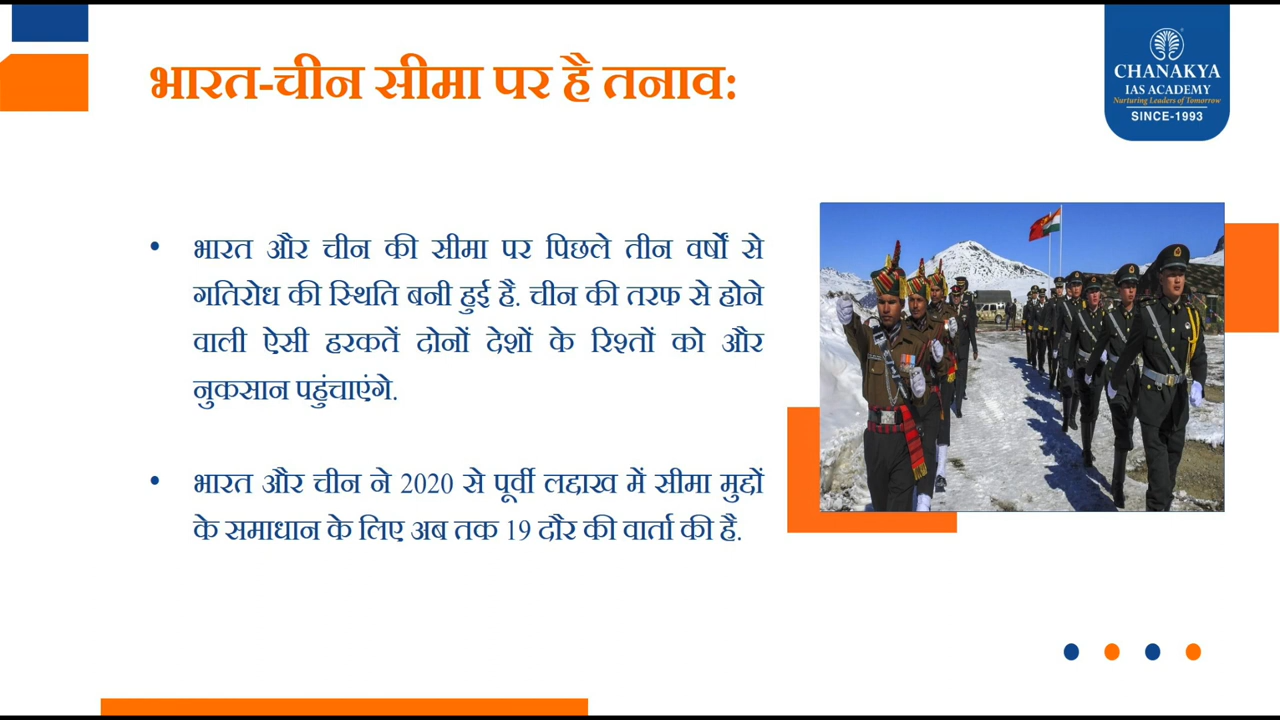 भारत-चीन सीमा पर है तनाव:
CHANAKYA
IAS ACADEMY
Nurturing Leaders of Tomorrow
SINCE-1993
• भारत और चीन की सीमा पर पिछले तीन वर्षों से
गतिरोध की स्थिति बनी हुई है. चीन की तरफ से होने
वाली ऐसी हरकतें दोनों देशों के रिश्तों को और
नुकसान पहुंचाएंगे.
• भारत और चीन ने 2020 से पूर्वी लद्दाख में सीमा मुद्दों
के समाधान के लिए अब तक 19 दौर की वार्ता की है.